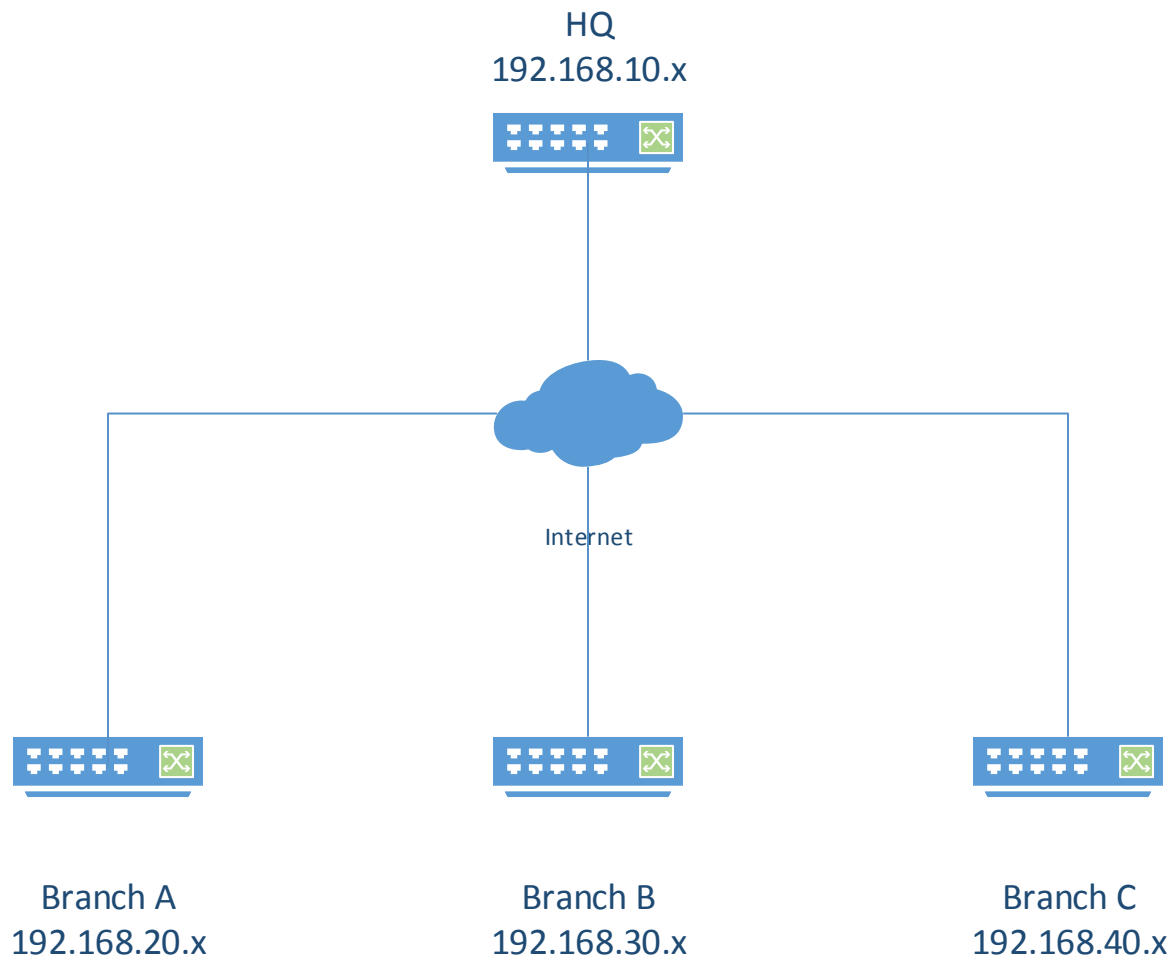 HQ
192.168.10.x
Internet
Branch A
192.168.20.x
Branch B
192.168.30.x
Branch C
192.168.40.x